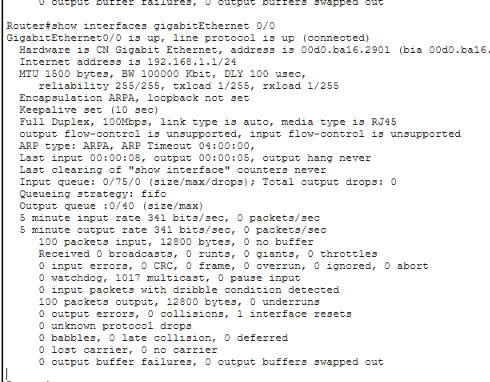 0 output buffer failures, 0 output buffers swapped out
Router#show interfaces gigabitEthernet 0/0
GigabitEthernet0/0 is up, line protocol is up (connected)
Hardware is CN Gigabit Ethernet, address is 00d0.ba16.2901 (bia 00d0.ba16.
Internet address is 192.168.1.1/24
MTU 1500 bytes, BW 100000 Kbit, DLY 100 usec,
reliability 255/255, txload 1/255, rxload 1/255
Encapsulation ARPA, loopback not set
Keepalive set (10 sec)
Full Duplex, 100Mbps, link type is auto, media type is RJ45
output flow-control is unsupported, input flow-control is unsupported
ARP type: ARPA, ARP Timeout 04:00:00,
Last input 00:00:08, output 00:00:05, output hang never
Last clearing of "show interface" counters never
Input queue: 0/75/0 (size/max/drops); Total output drops: 0
Queueing strategy: fifo
Output queue :0/40 (size/max)
5 minute input rate 341 bits/sec, 0 packets/sec
5 minute output rate 341 bits/sec, 0 packets/sec
100 packets input, 12800 bytes, 0 no buffer
Received 0 broadcasts, 0 runts, 0 giants, 0 throttles
0 input errors, 0 CRC, 0 frame, 0 overrun, 0 ignored, 0 abort
0 watchdog, 1017 multicast, 0 pause input
0 input packets with dribble condition detected
100 packets output, 12800 bytes, 0 underruns
0 output errors, 0 collisions, 1 interface resets
0 unknown protocol drops
0 babbles, 0 late collision, 0 deferred
0 lost carrier, 0 no carrier
0 output buffer failures, 0 output buffers swapped out